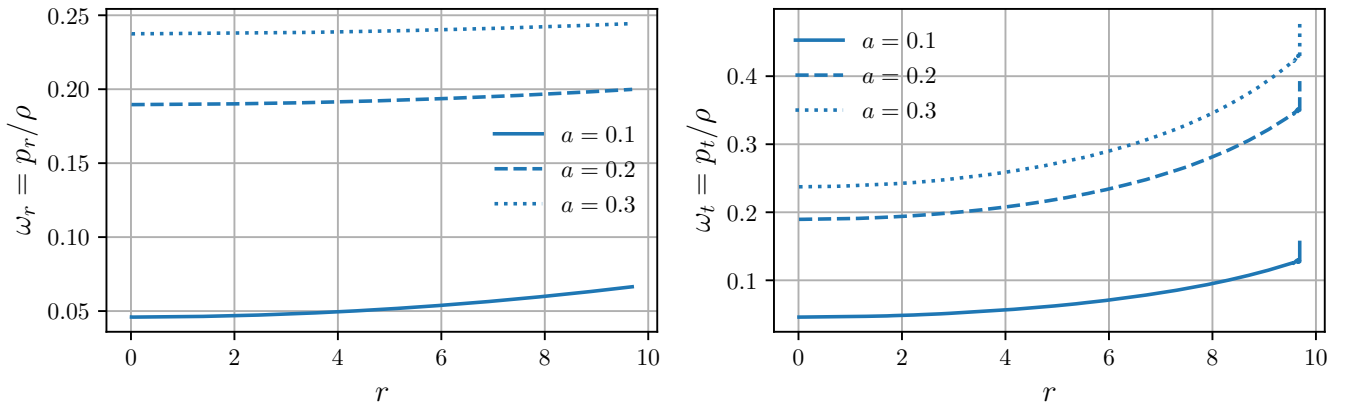 0.25
0.20
0.15
0.10
0.05
ω_r = p_r/ρ
a = 0.1
a = 0.2
a = 0.3
0 2 4 6 8 10
r
0.4
0.3
0.2
0.1
ω_t = p_t/ρ
a = 0.1
a = 0.2
a = 0.3
0 2 4 6 8 10
r